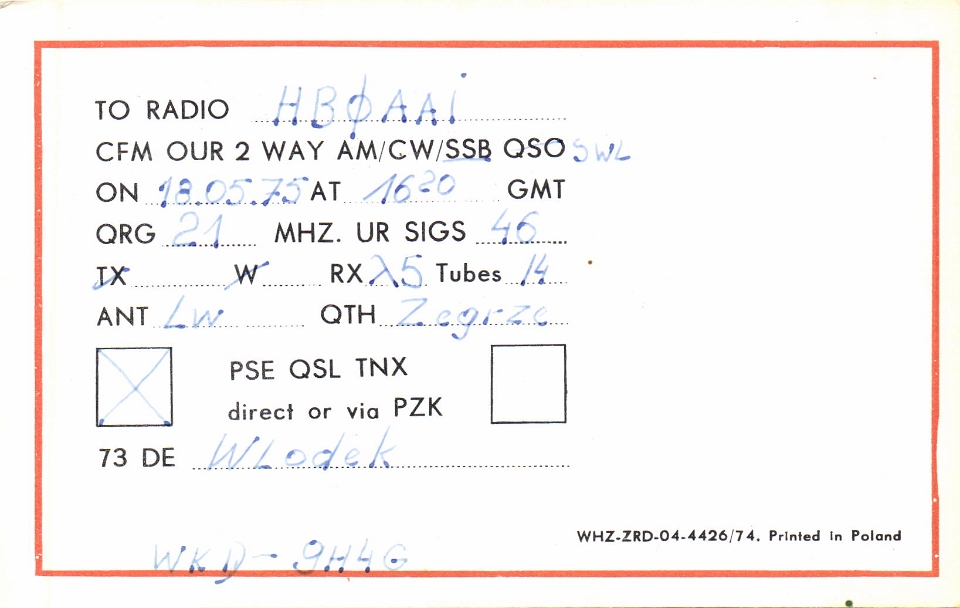 TO RADIO HBØAAI
CFM OUR 2 WAY AM/CW/SSB QSO SWL
ON 18.05.75 AT 1620 GMT
QRG 21 MHZ. UR SIGS 46
TX W RX λ5 Tubes 14
ANT Lw QTH Zegrze
PSE QSL TNX
direct or via PZK
73 DE WLodek
WHZ-ZRD-04-4426/74. Printed in Poland
WKD - 9H4G